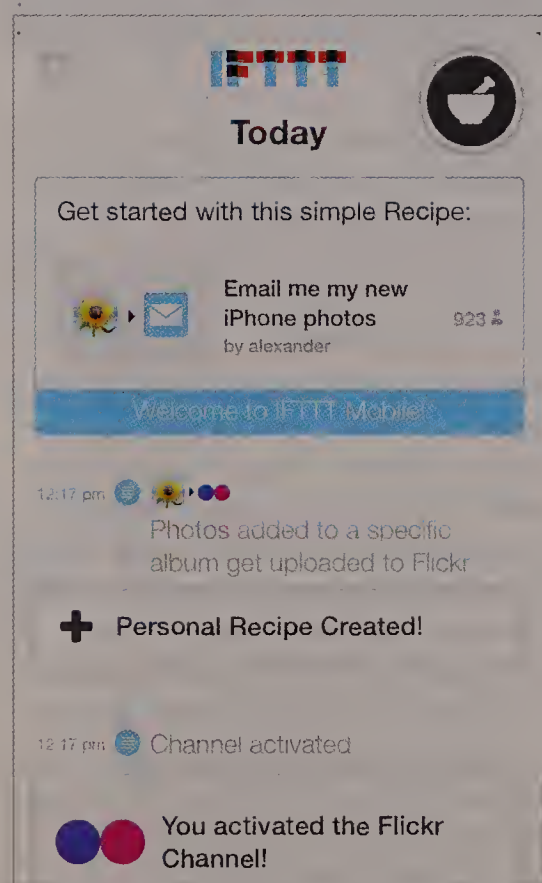 IFTTT
Today
Get started with this simple Recipe:
Email me my new
iPhone photos
923
by alexander
Welcome to IFTTT Mobile!
12:17 pm
Photos added to a specific
album get uploaded to Flickr
Personal Recipe Created!
12:17 pm Channel activated
You activated the Flickr
Channel!